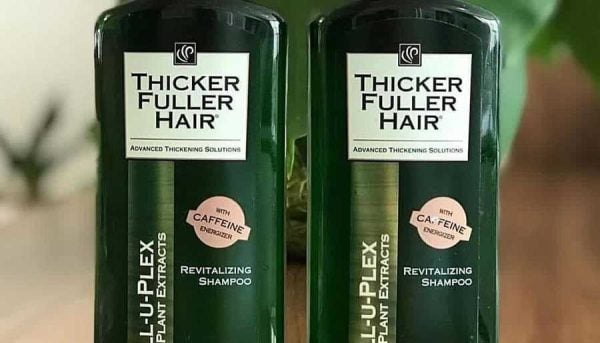 THICKER
FULLER
HAIR®
ADVANCED THICKENING SOLUTIONS
WITH
CAFFEINE
ENERGIZER
REVITALIZING
SHAMPOO
LL-U-PLEX
PLANT EXTRACTS
THICKER
FULLER
HAIR®
ADVANCED THICKENING SOLUTIONS
WITH
CAFFEINE
ENERGIZER
REVITALIZING
SHAMPOO
LL-U-PLEX
PLANT EXTRACTS